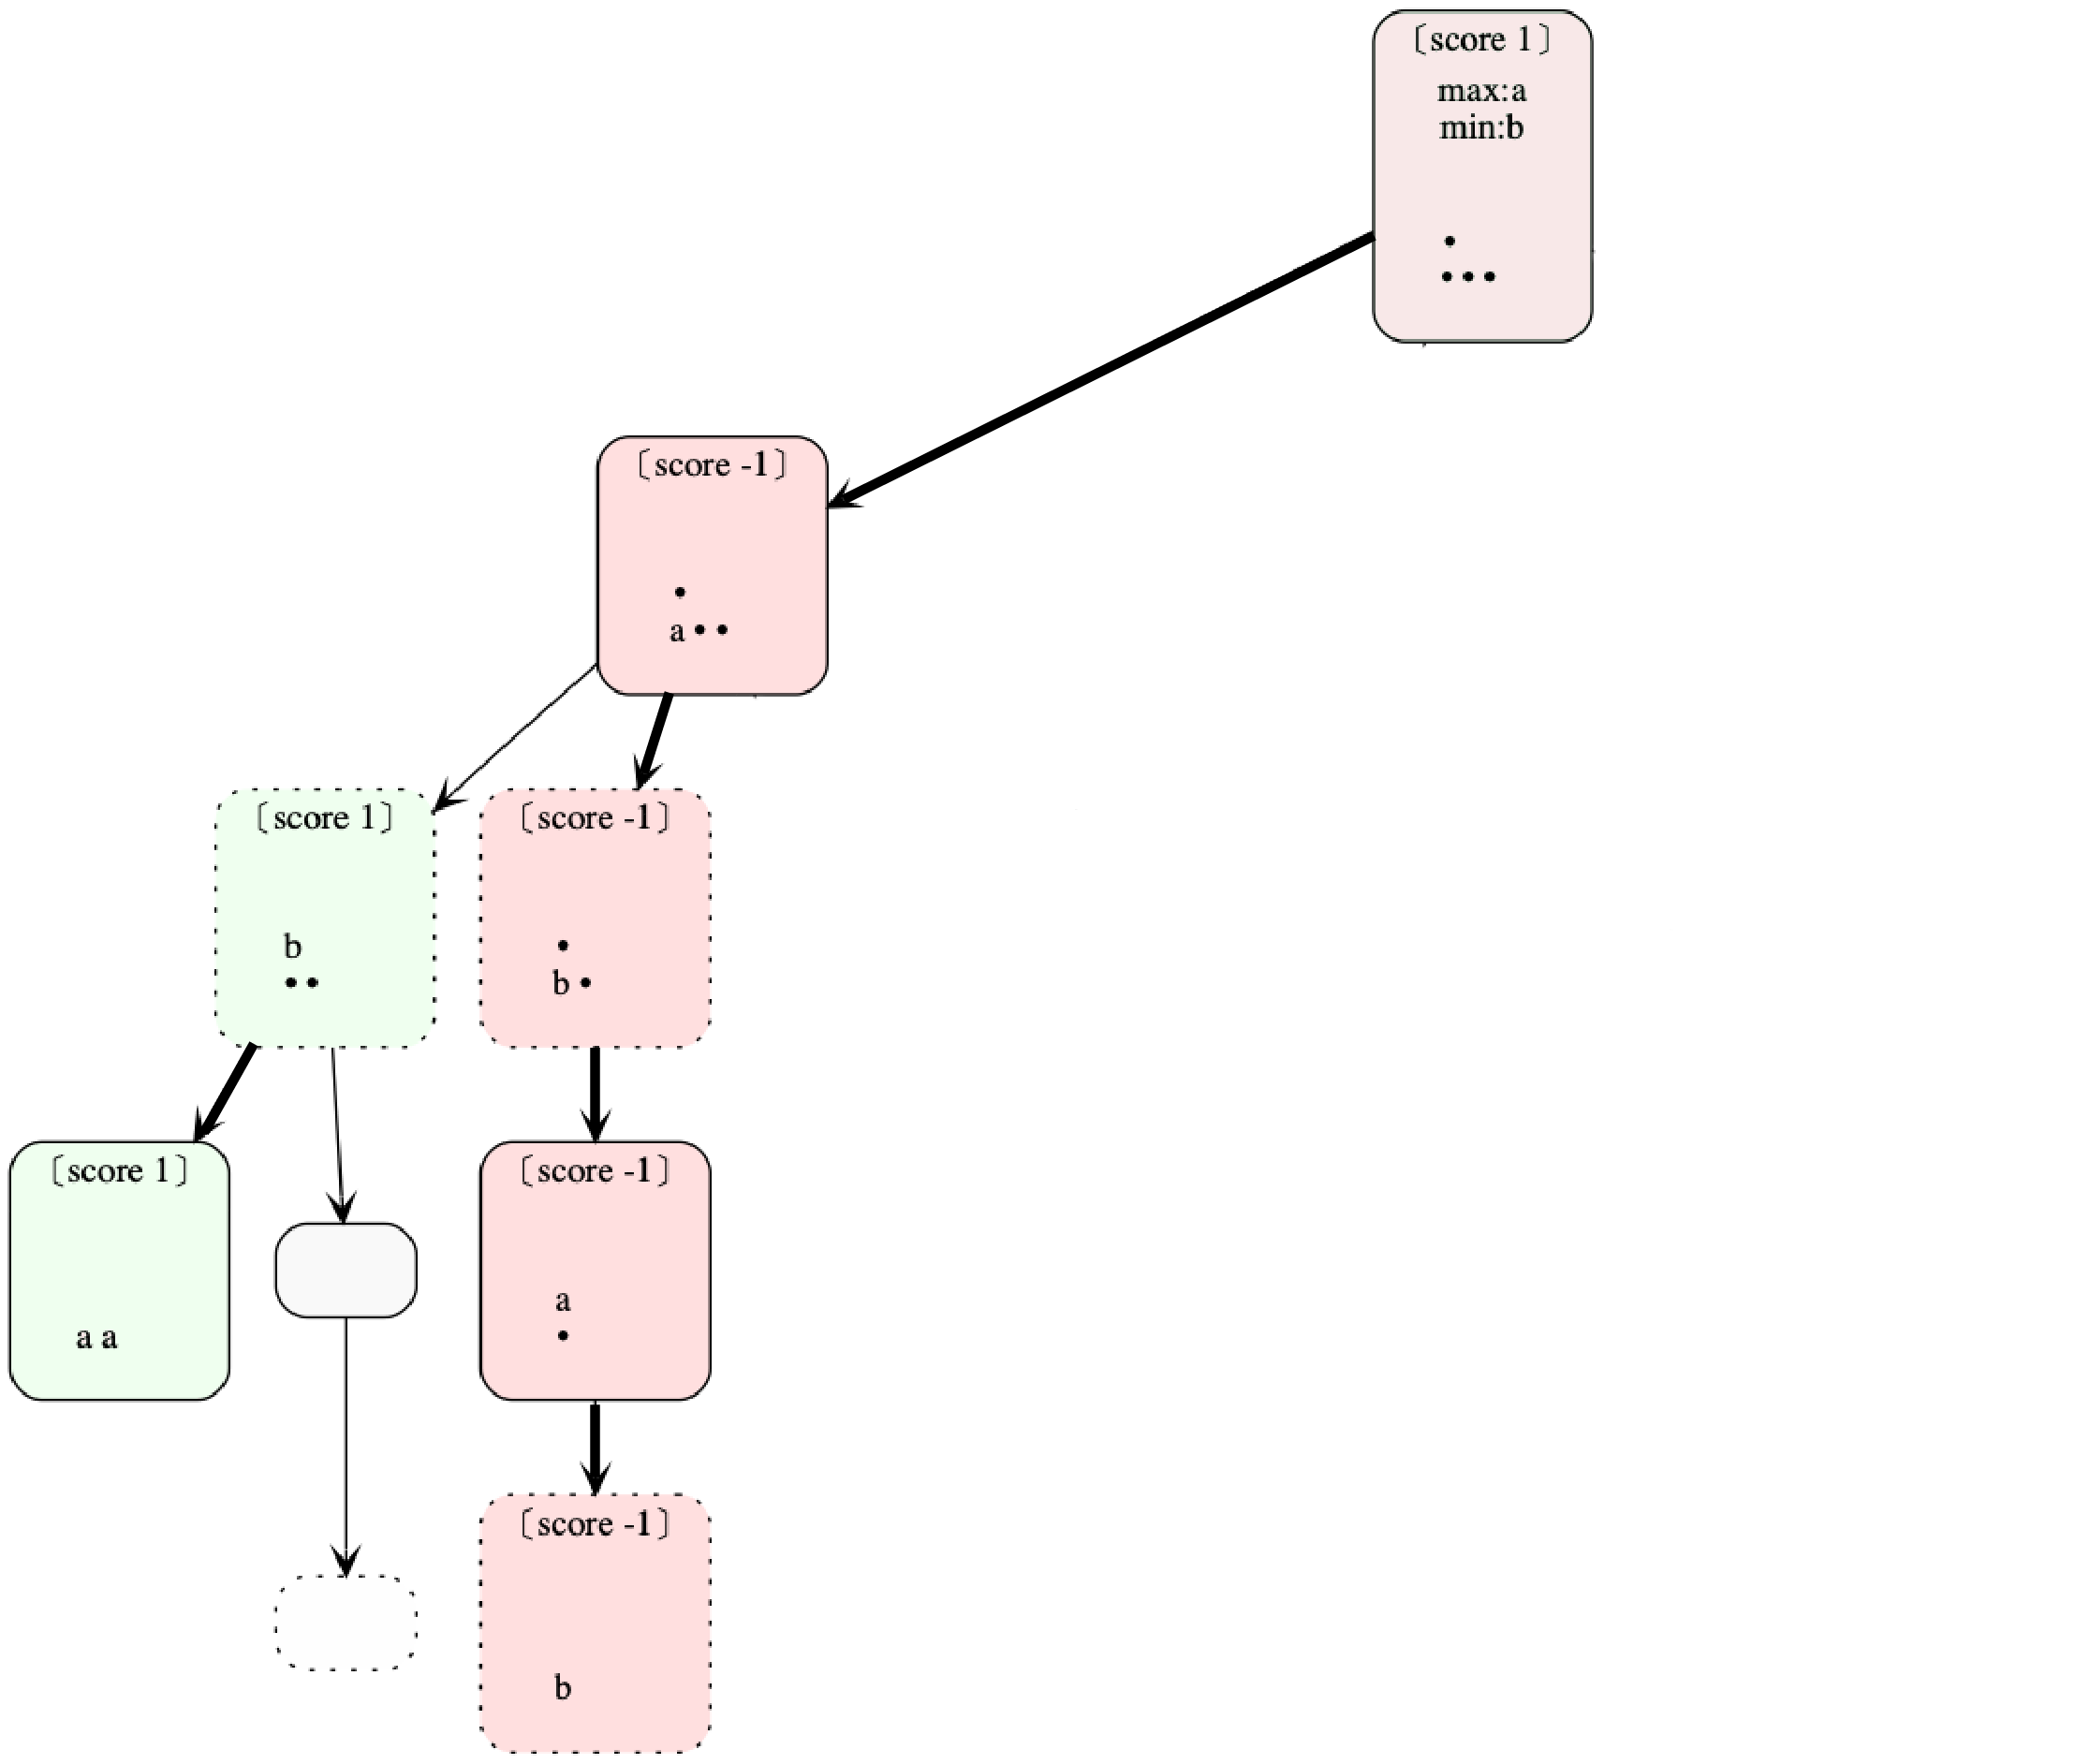 〔score 1〕
max:a
min:b
•
•••
〔score -1〕
•
a••
〔score 1〕
b
••
〔score -1〕
•
b•
〔score 1〕
a a
〔score -1〕
a
•
〔score -1〕
b